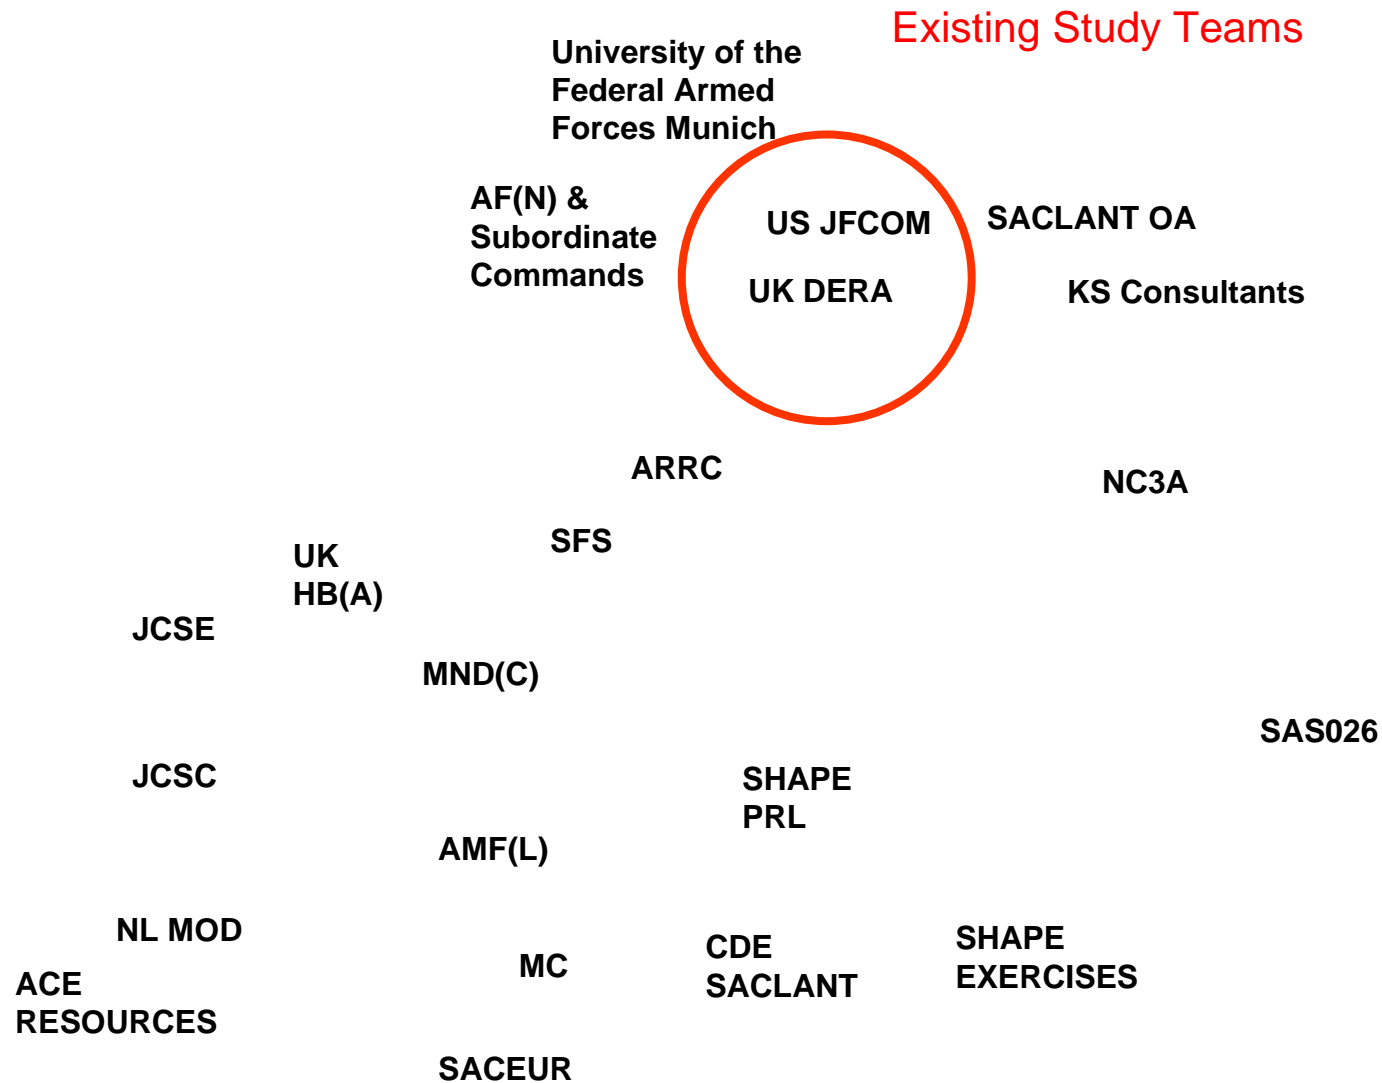 Existing Study Teams
University of the
Federal Armed
Forces Munich
AF(N) &
Subordinate
Commands
US JFCOM
UK DERA
SACLANT OA
KS Consultants
ARRC
NC3A
SFS
UK
HB(A)
JCSE
MND(C)
SAS026
JCSC
SHAPE
PRL
AMF(L)
NL MOD
ACE
RESOURCES
MC
CDE
SACLANT
SHAPE
EXERCISES
SACEUR